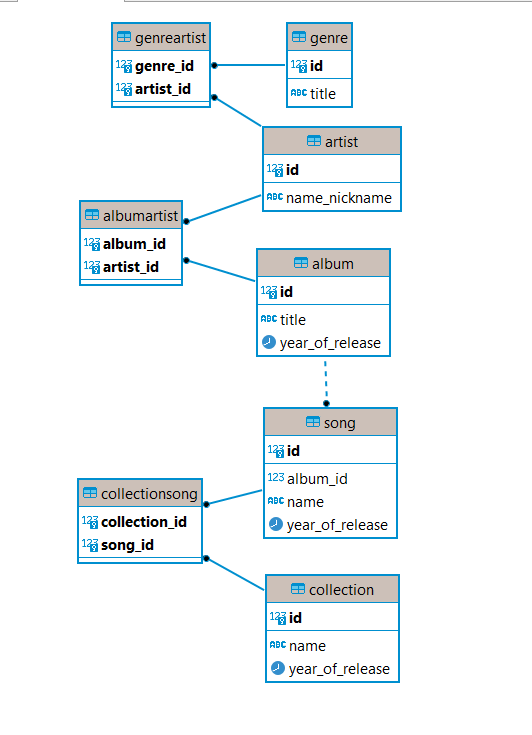 genreartist
123 genre_id
123 artist_id
genre
123 id
ABC title
artist
123 id
ABC name_nickname
albumartist
123 album_id
123 artist_id
album
123 id
ABC title
year_of_release
song
123 id
123 album_id
ABC name
year_of_release
collectionsong
123 collection_id
123 song_id
collection
123 id
ABC name
year_of_release